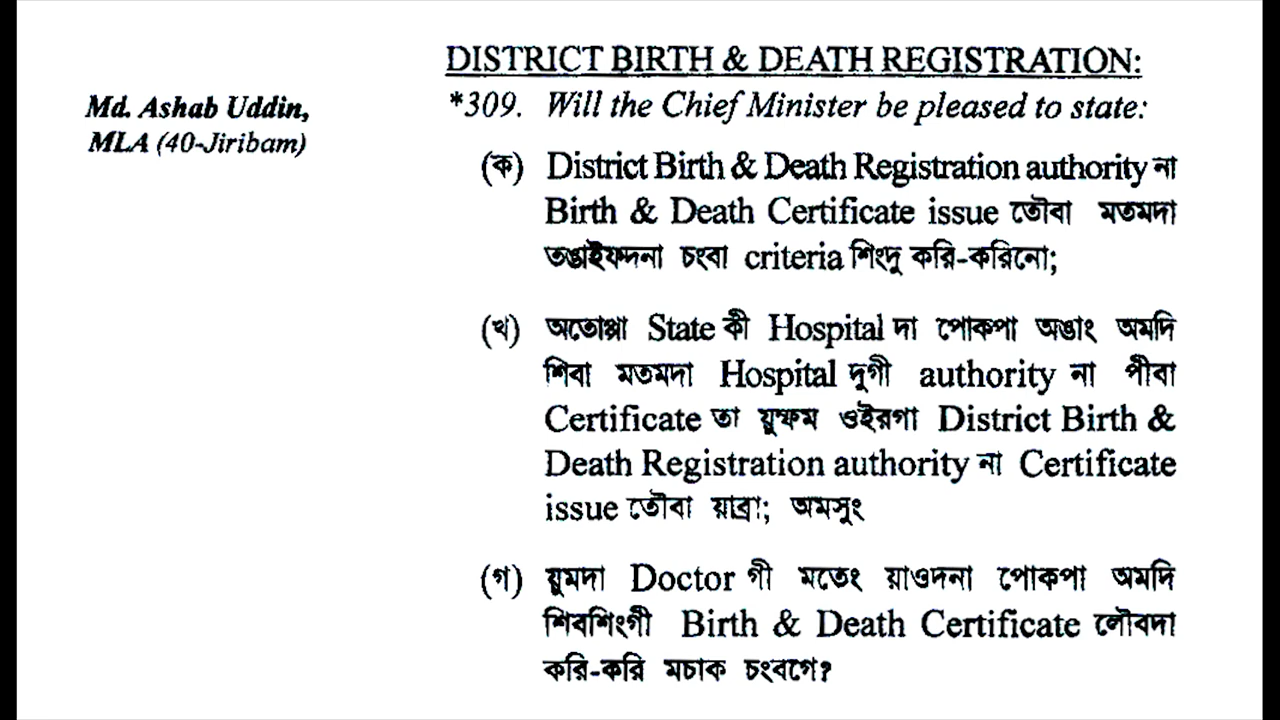 DISTRICT BIRTH & DEATH REGISTRATION:
Md. Ashab Uddin,
MLA (40-Jiribam)
*309. Will the Chief Minister be pleased to state:
(ক) District Birth & Death Registration authority না
Birth & Death Certificate issue তৌবা মতমদা
তঙাইফদনা চংবা criteria শিংদু করি-করিনো;
(খ) অতোপ্পা State কী Hospital দা পোকপা অঙাং অমদি
শিবা মতমদা Hospital দুগী authority না পীবা
Certificate তা য়ুম্ফম ওইরগা District Birth &
Death Registration authority না Certificate
issue তৌবা য়াব্রা; অমসুং
(গ) য়ুমদা Doctor গী মতেং য়াওদনা পোকপা অমদি
শিবশিংগী Birth & Death Certificate লৌবদা
করি-করি মচাক চংবগে?